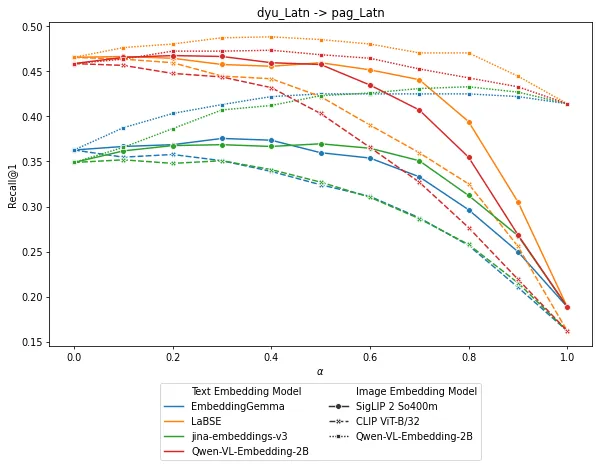 dyu_Latn -> pag_Latn
Recall@1
0.50
0.45
0.40
0.35
0.30
0.25
0.20
0.15
0.0 0.2 0.4 0.6 0.8 1.0
α
Text Embedding Model
EmbeddingGemma
LaBSE
jina-embeddings-v3
Qwen-VL-Embedding-2B
Image Embedding Model
SigLIP 2 So400m
CLIP ViT-B/32
Qwen-VL-Embedding-2B